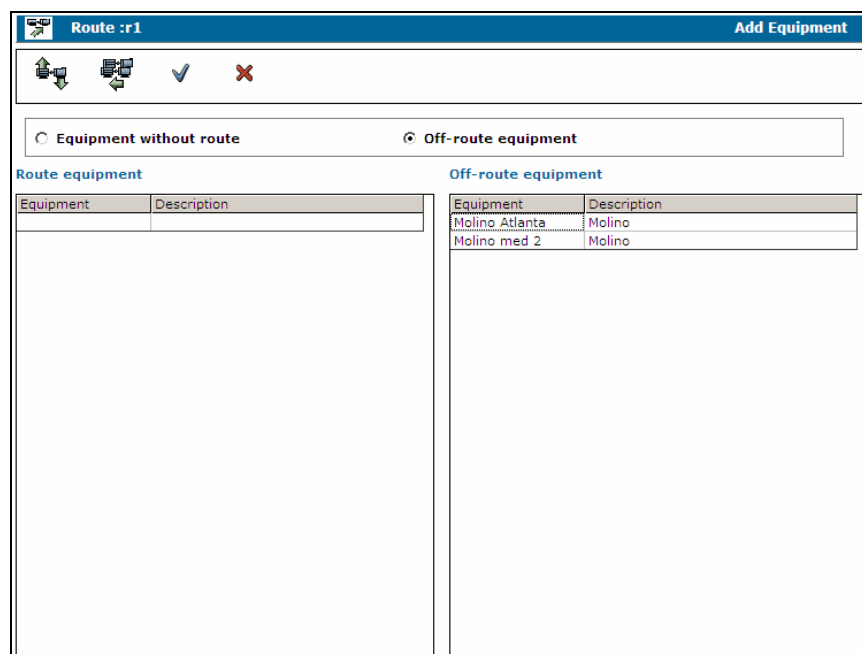 Route :r1 Add Equipment
Equipment without route Off-route equipment
Route equipment Off-route equipment
Equipment Description Equipment Description
Molino Atlanta Molino
Molino med 2 Molino